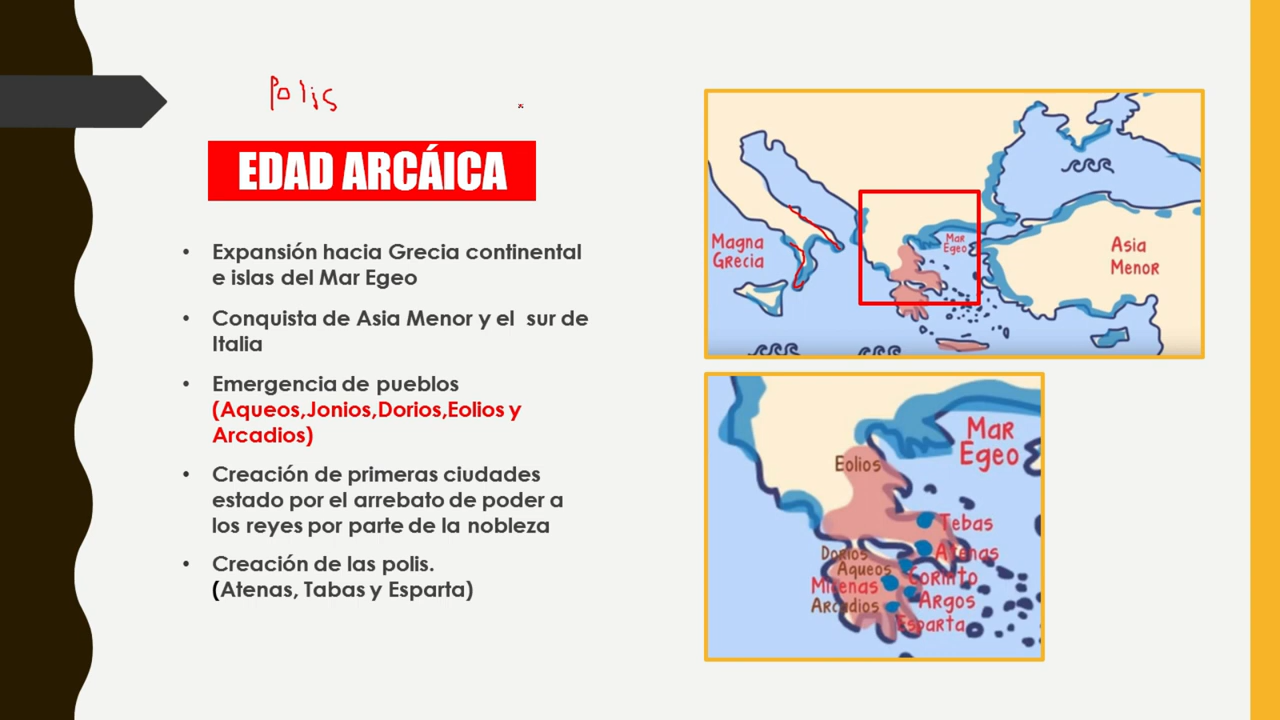 Polis
EDAD ARCÁICA
• Expansión hacia Grecia continental
e islas del Mar Egeo
• Conquista de Asia Menor y el sur de
Italia
• Emergencia de pueblos
(Aqueos,Jonios,Dorios,Eolios y
Arcadios)
• Creación de primeras ciudades
estado por el arrebato de poder a
los reyes por parte de la nobleza
• Creación de las polis.
(Atenas, Tabas y Esparta)
Magna
Grecia
Mar
Egeo
Asia
Menor
Mar
Egeo
Eolios
Tebas
Dorios
Atenas
Aqueos
Corinto
Micenas
Argos
Arcadios
Esparta